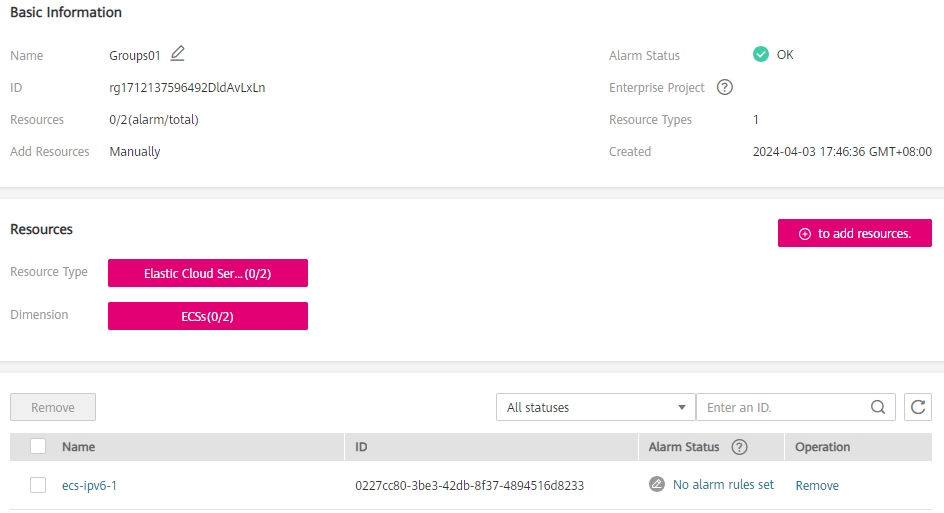 Basic Information
Name Groups01 Alarm Status OK
ID rg1712137596492DldAvLxLn Enterprise Project ?
Resources 0/2(alarm/total) Resource Types 1
Add Resources Manually Created 2024-04-03 17:46:36 GMT+08:00
Resources to add resources.
Resource Type Elastic Cloud Ser... (0/2)
Dimension ECSs(0/2)
Remove All statuses Enter an ID.
Name ID Alarm Status ? Operation
ecs-ipv6-1 0227cc80-3be3-42db-8f37-4894516d8233 No alarm rules set Remove